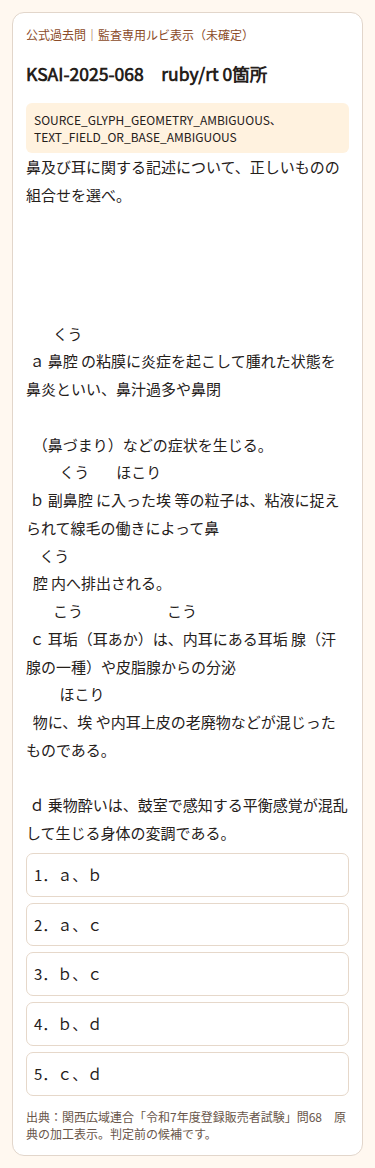 公式過去問｜監査専用ルビ表示（未確定）
KSAI-2025-068　ruby/rt 0箇所
SOURCE_GLYPH_GEOMETRY_AMBIGUOUS、
TEXT_FIELD_OR_BASE_AMBIGUOUS
鼻及び耳に関する記述について、正しいものの
組合せを選べ。
くう
ａ 鼻腔 の粘膜に炎症を起こして腫れた状態を
鼻炎といい、鼻汁過多や鼻閉
（鼻づまり）などの症状を生じる。
くう　ほこり
ｂ 副鼻腔 に入った埃 等の粒子は、粘液に捉え
られて線毛の働きによって鼻
くう
腔 内へ排出される。
こう　こう
ｃ 耳垢（耳あか）は、内耳にある耳垢 腺（汗
腺の一種）や皮脂腺からの分泌
ほこり
物に、埃 や内耳上皮の老廃物などが混じった
ものである。
ｄ 乗物酔いは、鼓室で感知する平衡感覚が混乱
して生じる身体の変調である。
1．ａ、ｂ
2．ａ、ｃ
3．ｂ、ｃ
4．ｂ、ｄ
5．ｃ、ｄ
出典：関西広域連合「令和7年度登録販売者試験」問68　原
典の加工表示。判定前の候補です。